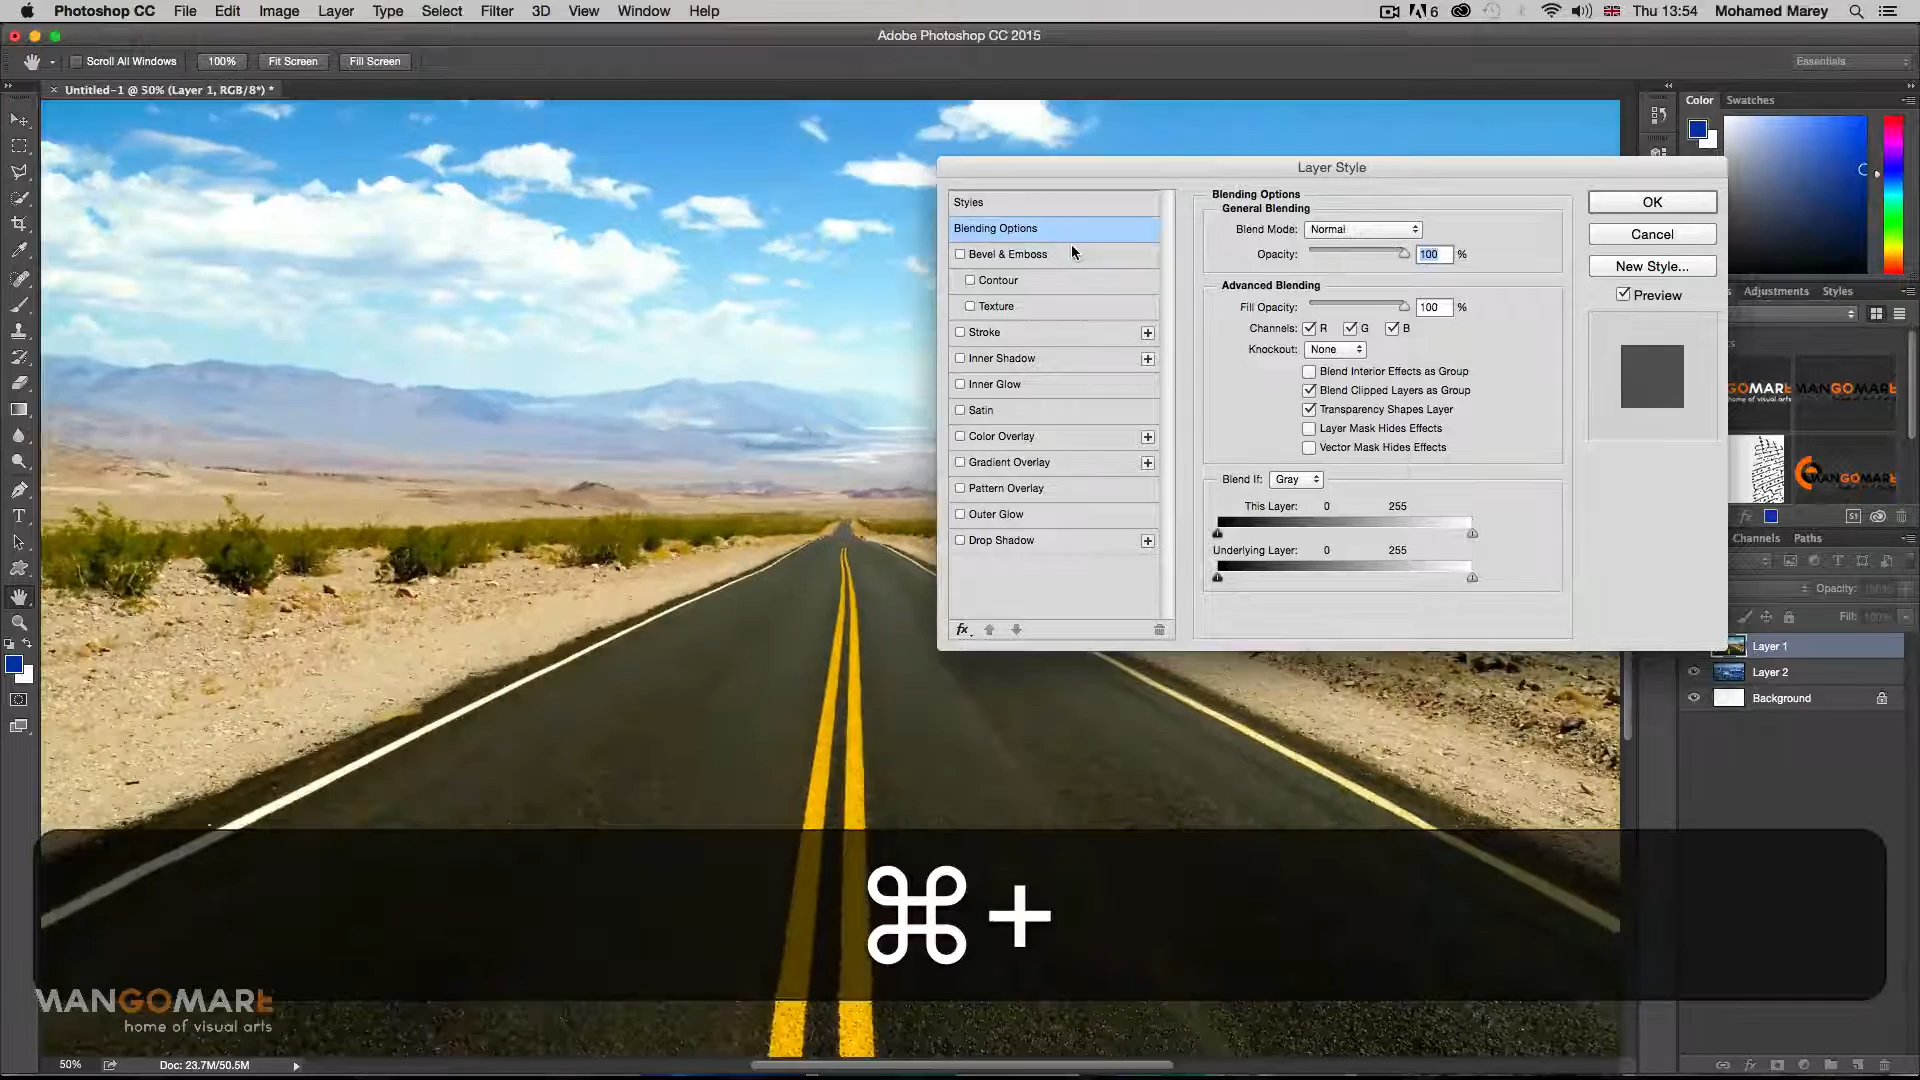 Photoshop CC File Edit Image Layer Type Select Filter 3D View Window Help 6 Thu 13:54 Mohamed Marey
Adobe Photoshop CC 2015
Scroll All Windows 100% Fit Screen Fill Screen Essentials
× Untitled-1 @ 50% (Layer 1, RGB/8*) *
Color Swatches
Layer Style
Styles
Blending Options
Bevel & Emboss
Contour
Texture
Stroke
Inner Shadow
Inner Glow
Satin
Color Overlay
Gradient Overlay
Pattern Overlay
Outer Glow
Drop Shadow
fx
Blending Options
General Blending
Blend Mode: Normal
Opacity: 100 %
Advanced Blending
Fill Opacity: 100 %
Channels: R G B
Knockout: None
Blend Interior Effects as Group
Blend Clipped Layers as Group
Transparency Shapes Layer
Layer Mask Hides Effects
Vector Mask Hides Effects
Blend If: Gray
This Layer: 0 255
Underlying Layer: 0 255
OK
Cancel
New Style...
Preview
Adjustments Styles
MANGOMARE
MANGOMARE
Channels Paths
Opacity: 100%
Fill: 100%
Layer 1
Layer 2
Background
⌘ +
MANGOMARE
home of visual arts
50% Doc: 23.7M/50.5M